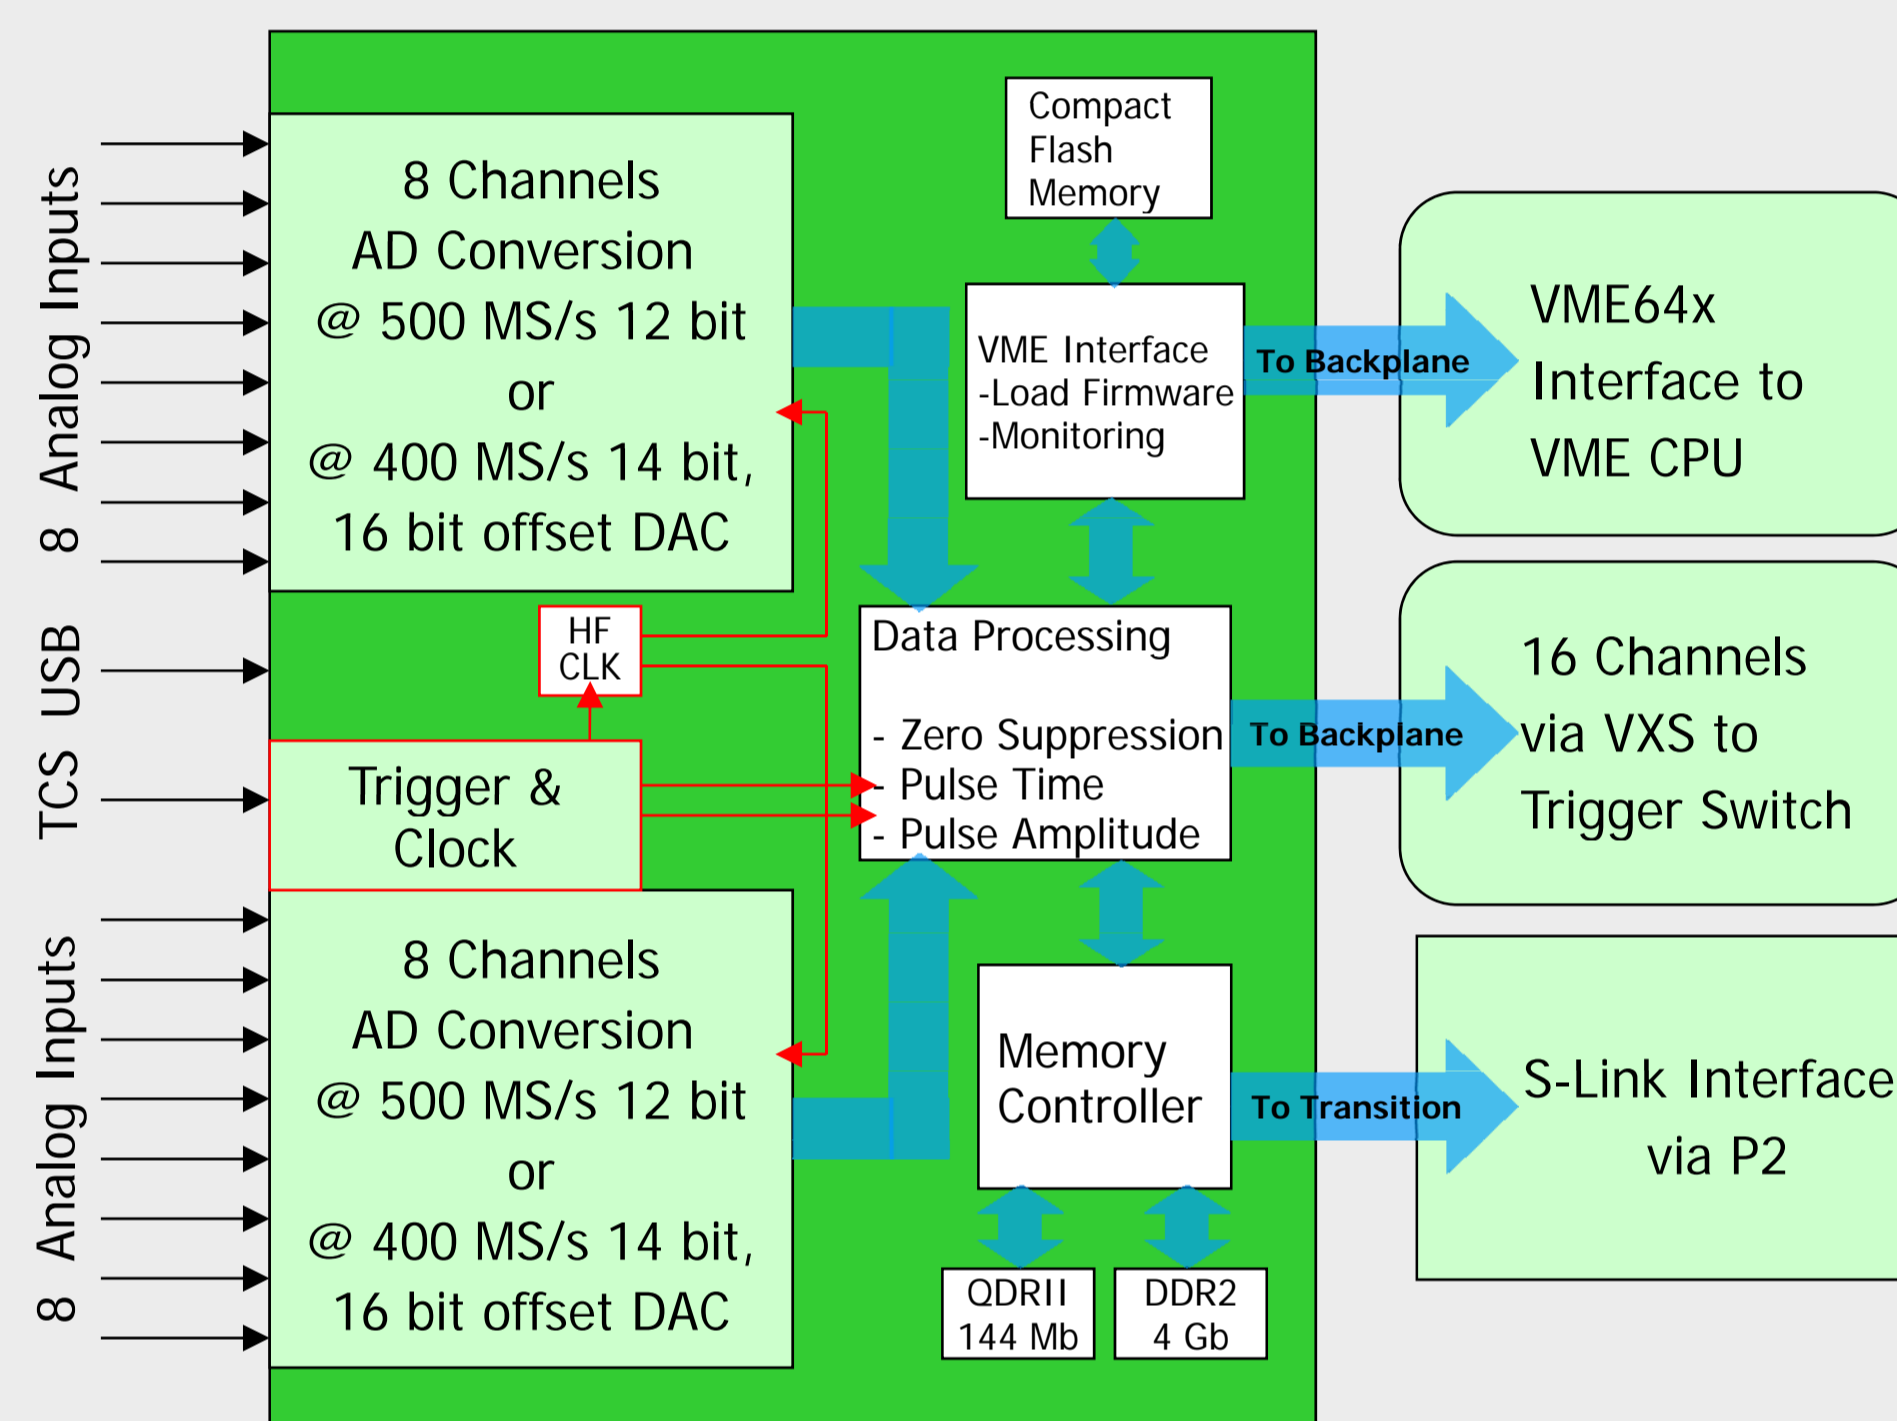 8 Analog Inputs
TCS USB
8 Analog Inputs
8 Channels
AD Conversion
@ 500 MS/s 12 bit
or
@ 400 MS/s 14 bit,
16 bit offset DAC
HF
CLK
Trigger &
Clock
8 Channels
AD Conversion
@ 500 MS/s 12 bit
or
@ 400 MS/s 14 bit,
16 bit offset DAC
Compact
Flash
Memory
VME Interface
-Load Firmware
-Monitoring
Data Processing
- Zero Suppression
- Pulse Time
- Pulse Amplitude
Memory
Controller
QDRII
144 Mb
DDR2
4 Gb
To Backplane
VME64x
Interface to
VME CPU
To Backplane
16 Channels
via VXS to
Trigger Switch
To Transition
S-Link Interface
via P2